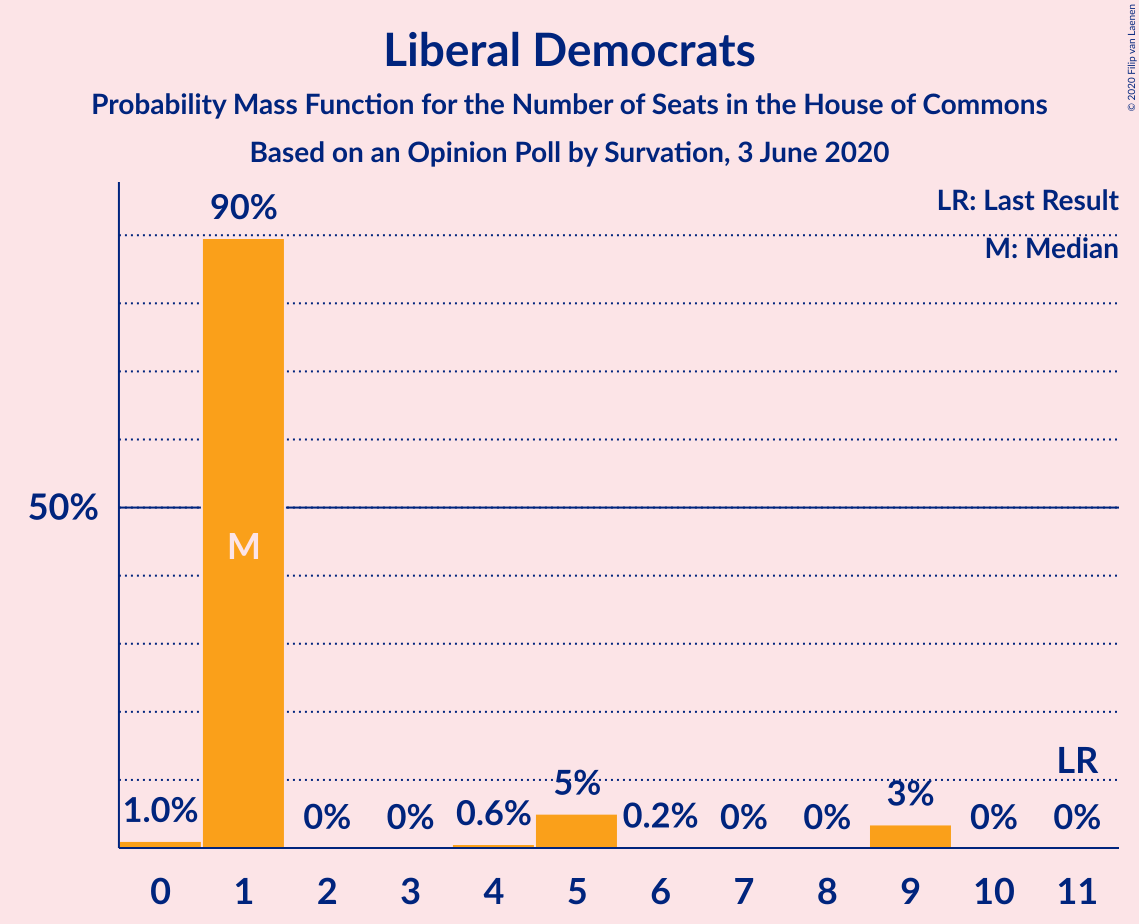 Liberal Democrats
Probability Mass Function for the Number of Seats in the House of Commons
Based on an Opinion Poll by Survation, 3 June 2020
© 2020 Filip van Laenen
LR: Last Result
M: Median
90%
50%
M
LR
1.0% 0% 0% 0.6% 5% 0.2% 0% 0% 3% 0% 0%
0 1 2 3 4 5 6 7 8 9 10 11